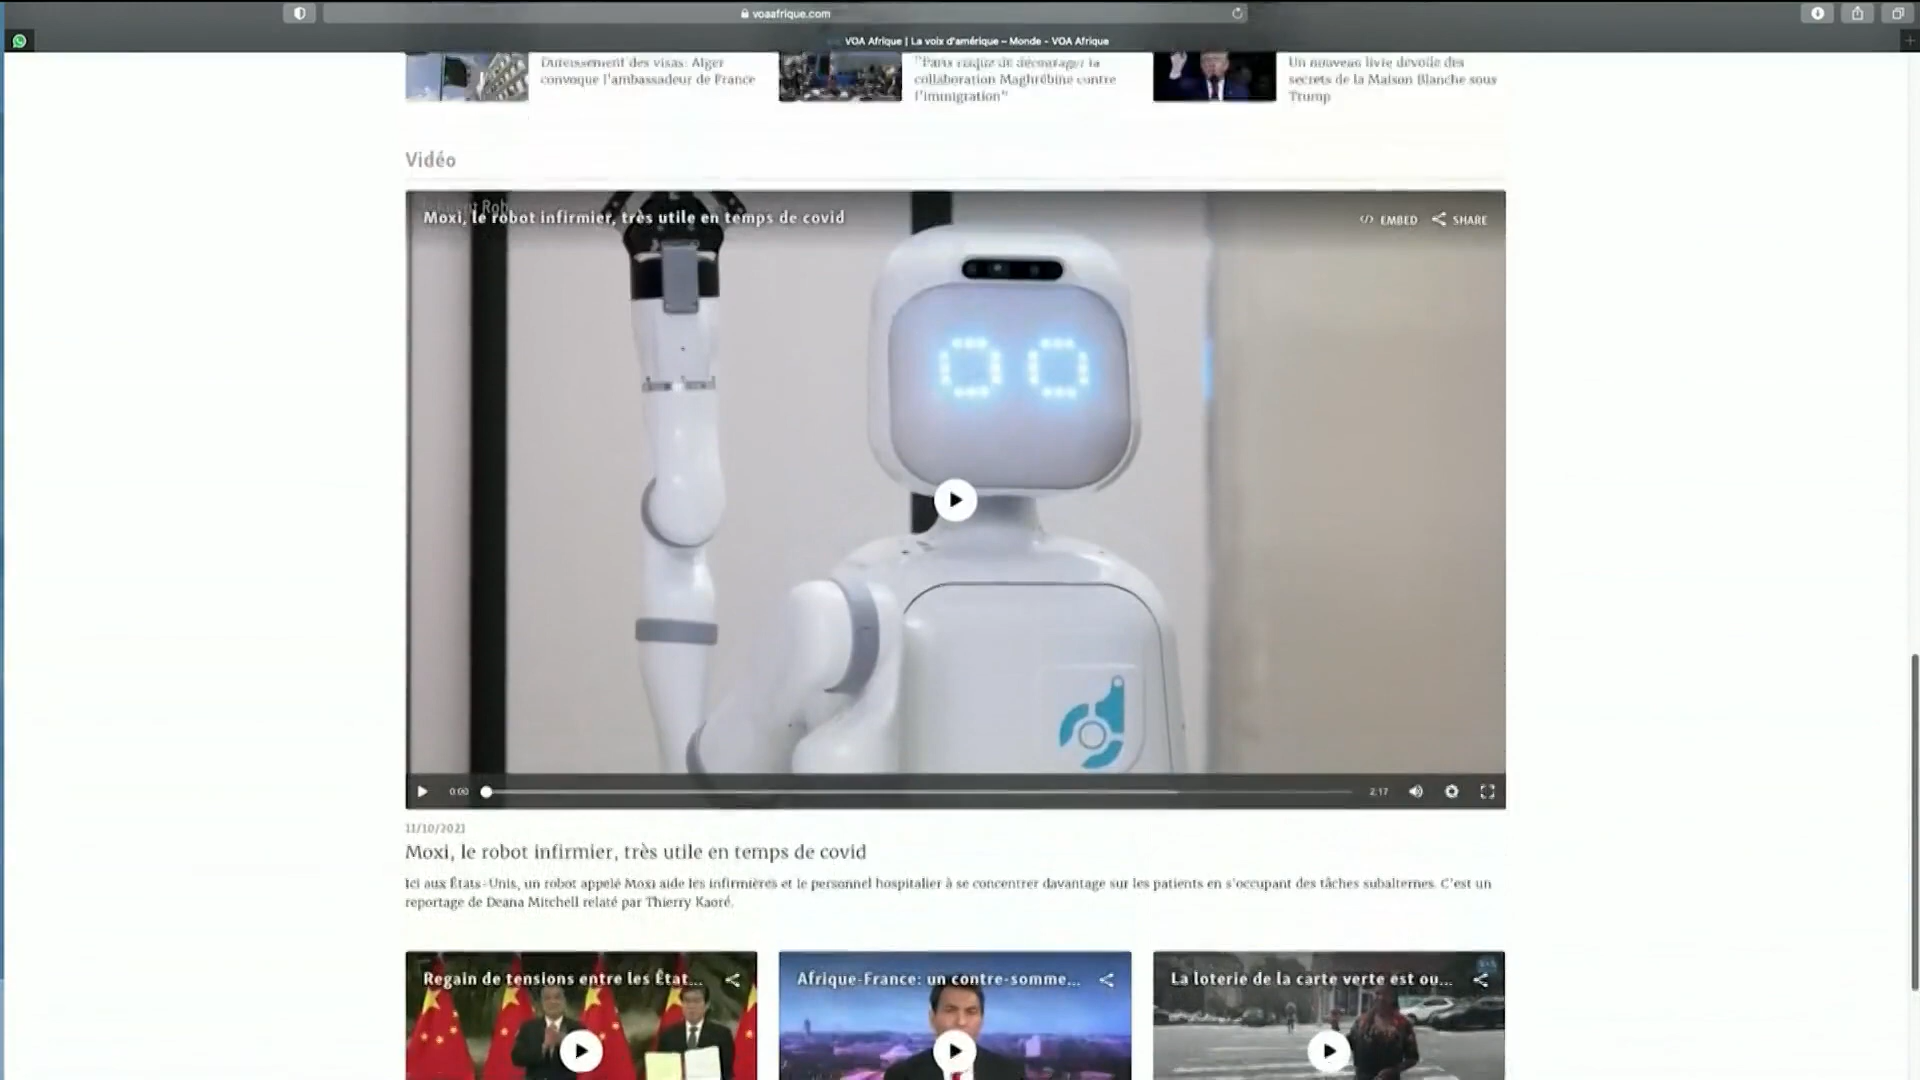 voaafrique.com
VOA Afrique | La voix d'amérique – Monde - VOA Afrique
Durcissement des visas: Alger
convoque l'ambassadeur de France
"Paris risque de décourager la
collaboration Maghrébine contre
l'immigration"
Un nouveau livre dévoile des
secrets de la Maison Blanche sous
Trump
Vidéo
Moxi, le robot infirmier, très utile en temps de covid
EMBED SHARE
0:00
2:17
11/10/2021
Moxi, le robot infirmier, très utile en temps de covid
Ici aux États-Unis, un robot appelé Moxi aide les infirmières et le personnel hospitalier à se concentrer davantage sur les patients en s'occupant des tâches subalternes. C'est un
reportage de Deana Mitchell relaté par Thierry Kaoré.
Regain de tensions entre les État...
Afrique-France: un contre-somme...
La loterie de la carte verte est ou...